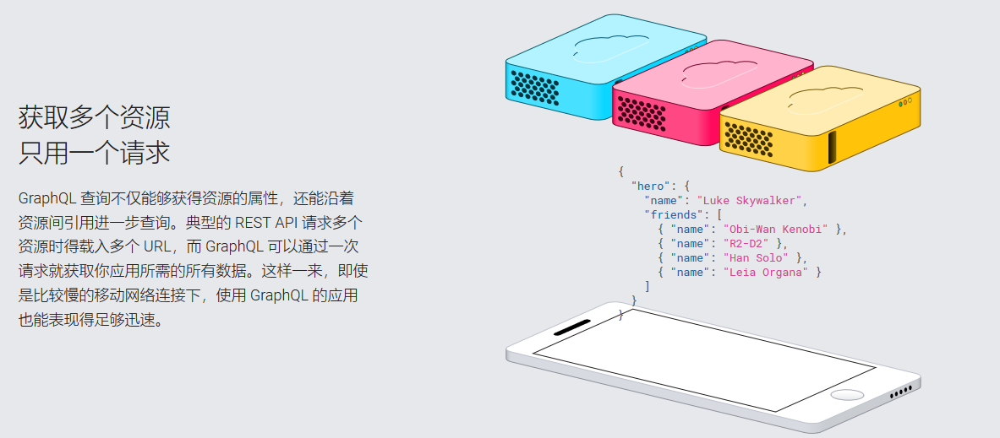 获取多个资源
只用一个请求
GraphQL 查询不仅能够获得资源的属性，还能沿着
资源间引用进一步查询。典型的 REST API 请求多个
资源时得载入多个 URL，而 GraphQL 可以通过一次
请求就获取你应用所需的所有数据。这样一来，即使
是比较慢的移动网络连接下，使用 GraphQL 的应用
也能表现得足够迅速。
{
  "hero": {
    "name": "Luke Skywalker",
    "friends": [
      { "name": "Obi-Wan Kenobi" },
      { "name": "R2-D2" },
      { "name": "Han Solo" },
      { "name": "Leia Organa" }
    ]
  }
}